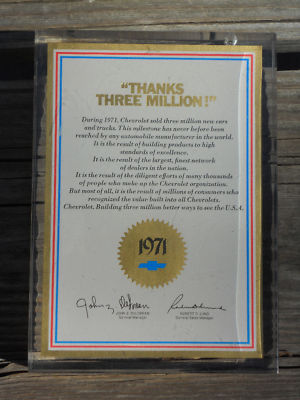 "THANKS
THREE MILLION!"
During 1971, Chevrolet sold three million new cars
and trucks. This milestone has never before been
reached by any automobile manufacturer in the world.
It is the result of building products to high
standards of excellence.
It is the result of the largest, finest network
of dealers in the nation.
It is the result of the diligent efforts of many thousands
of people who make up the Chevrolet organization.
But most of all, it is the result of millions of consumers who
recognized the value built into all Chevrolets.
Chevrolet. Building three million better ways to see the U.S.A.
1971
John Z. DeLorean
JOHN Z. DELOREAN
General Manager
ROBERT D. LUND
General Sales Manager